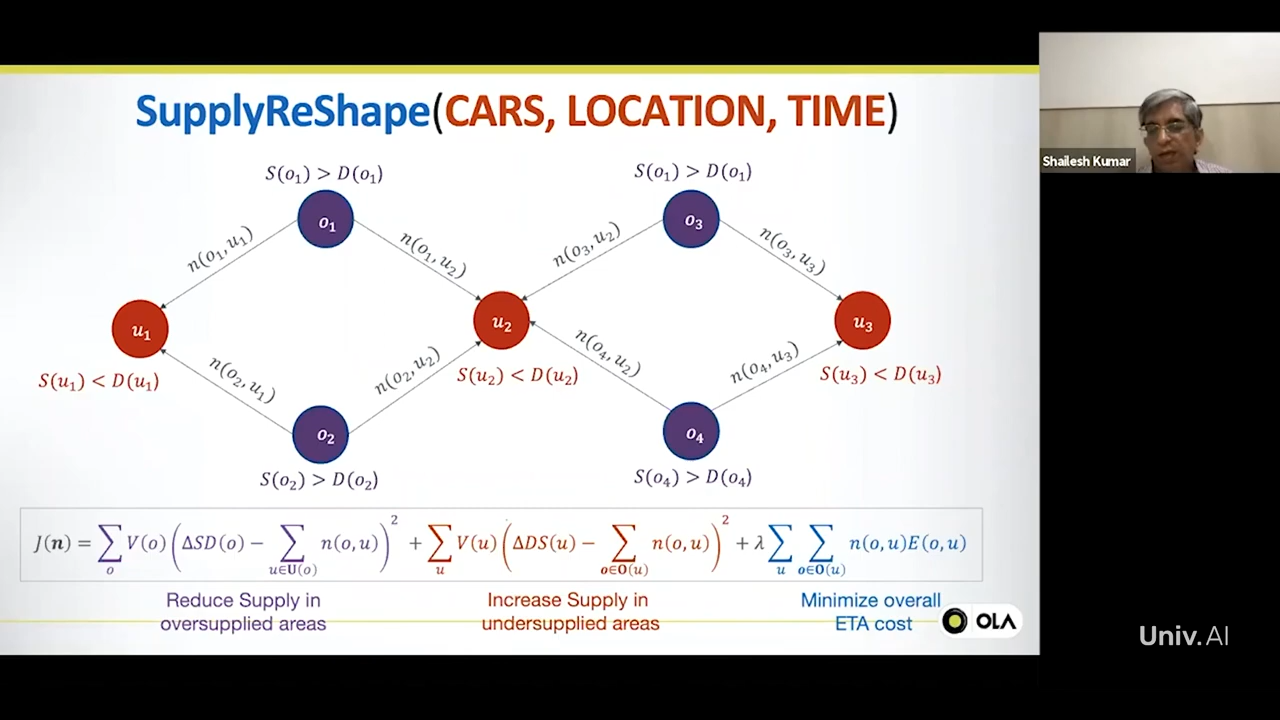 SupplyReShape(CARS, LOCATION, TIME)
Shailesh Kumar
S(o₁) > D(o₁)
S(o₁) > D(o₁)
o₁
o₃
n(o₁, u₁)
n(o₁, u₂)
n(o₃, u₂)
n(o₃, u₃)
u₁
u₂
u₃
S(u₁) < D(u₁)
S(u₂) < D(u₂)
S(u₃) < D(u₃)
n(o₂, u₁)
n(o₂, u₂)
n(o₄, u₂)
n(o₄, u₃)
o₂
o₄
S(o₂) > D(o₂)
S(o₄) > D(o₄)
J(n) = ∑ₒ V(o) (ΔSD(o) − ∑_{u∈U(o)} n(o, u))² + ∑ᵤ V(u) (ΔDS(u) − ∑_{o∈O(u)} n(o, u))² + λ ∑ᵤ ∑_{o∈O(u)} n(o, u)E(o, u)
Reduce Supply in
oversupplied areas
Increase Supply in
undersupplied areas
Minimize overall
ETA cost
OLA
Univ.AI